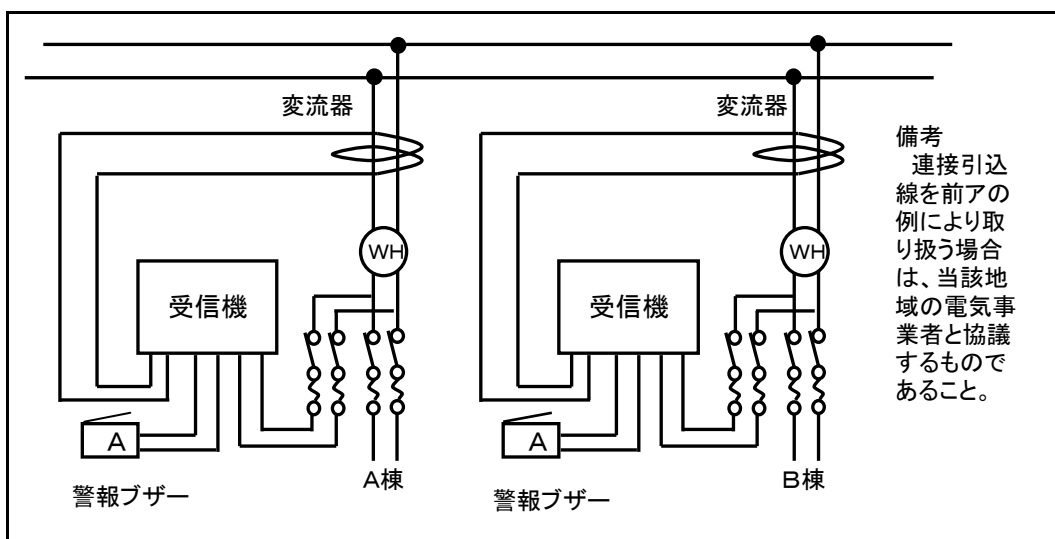 変流器
WH
受信機
A
警報ブザー
A棟
変流器
WH
受信機
A
警報ブザー
B棟
備考
連接引込
線を前アの
例により取
り扱う場合
は、当該地
域の電気事
業者と協議
するもので
あること。